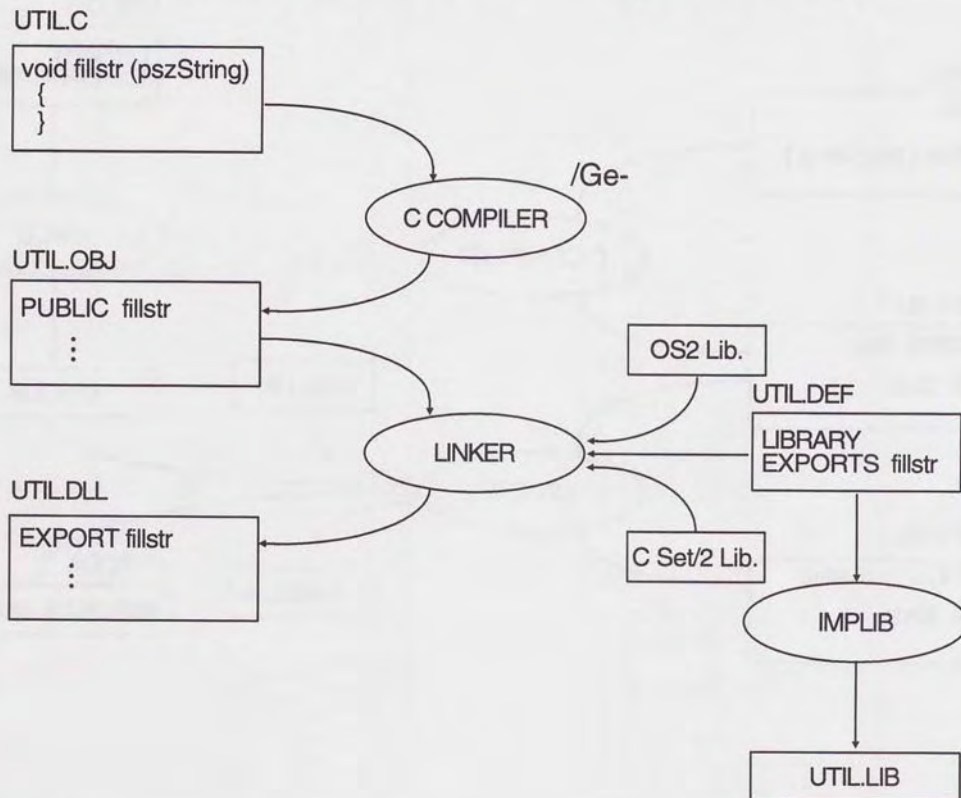 UTIL.C
void fillstr (pszString)
{
}
/Ge-
C COMPILER
UTIL.OBJ
PUBLIC fillstr
⋮
OS2 Lib.
UTIL.DEF
LINKER
LIBRARY
EXPORTS fillstr
UTIL.DLL
EXPORT fillstr
⋮
C Set/2 Lib.
IMPLIB
UTIL.LIB